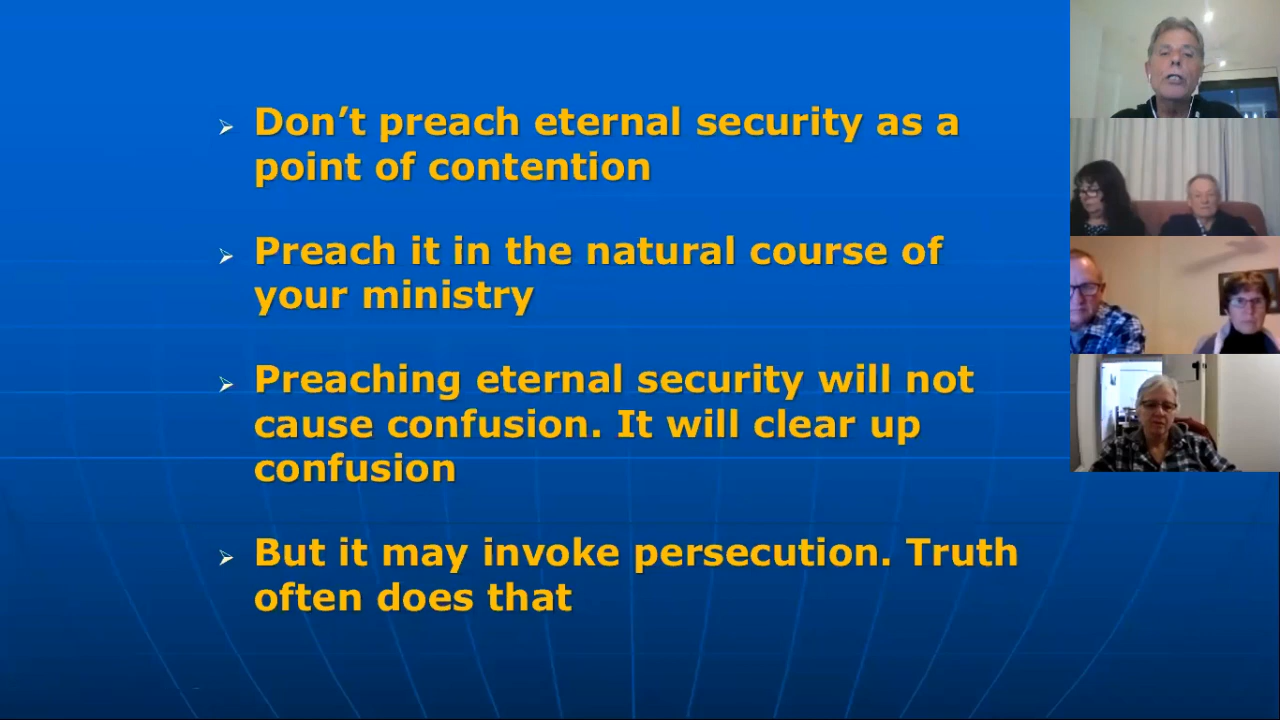 Don’t preach eternal security as a
point of contention
Preach it in the natural course of
your ministry
Preaching eternal security will not
cause confusion. It will clear up
confusion
But it may invoke persecution. Truth
often does that